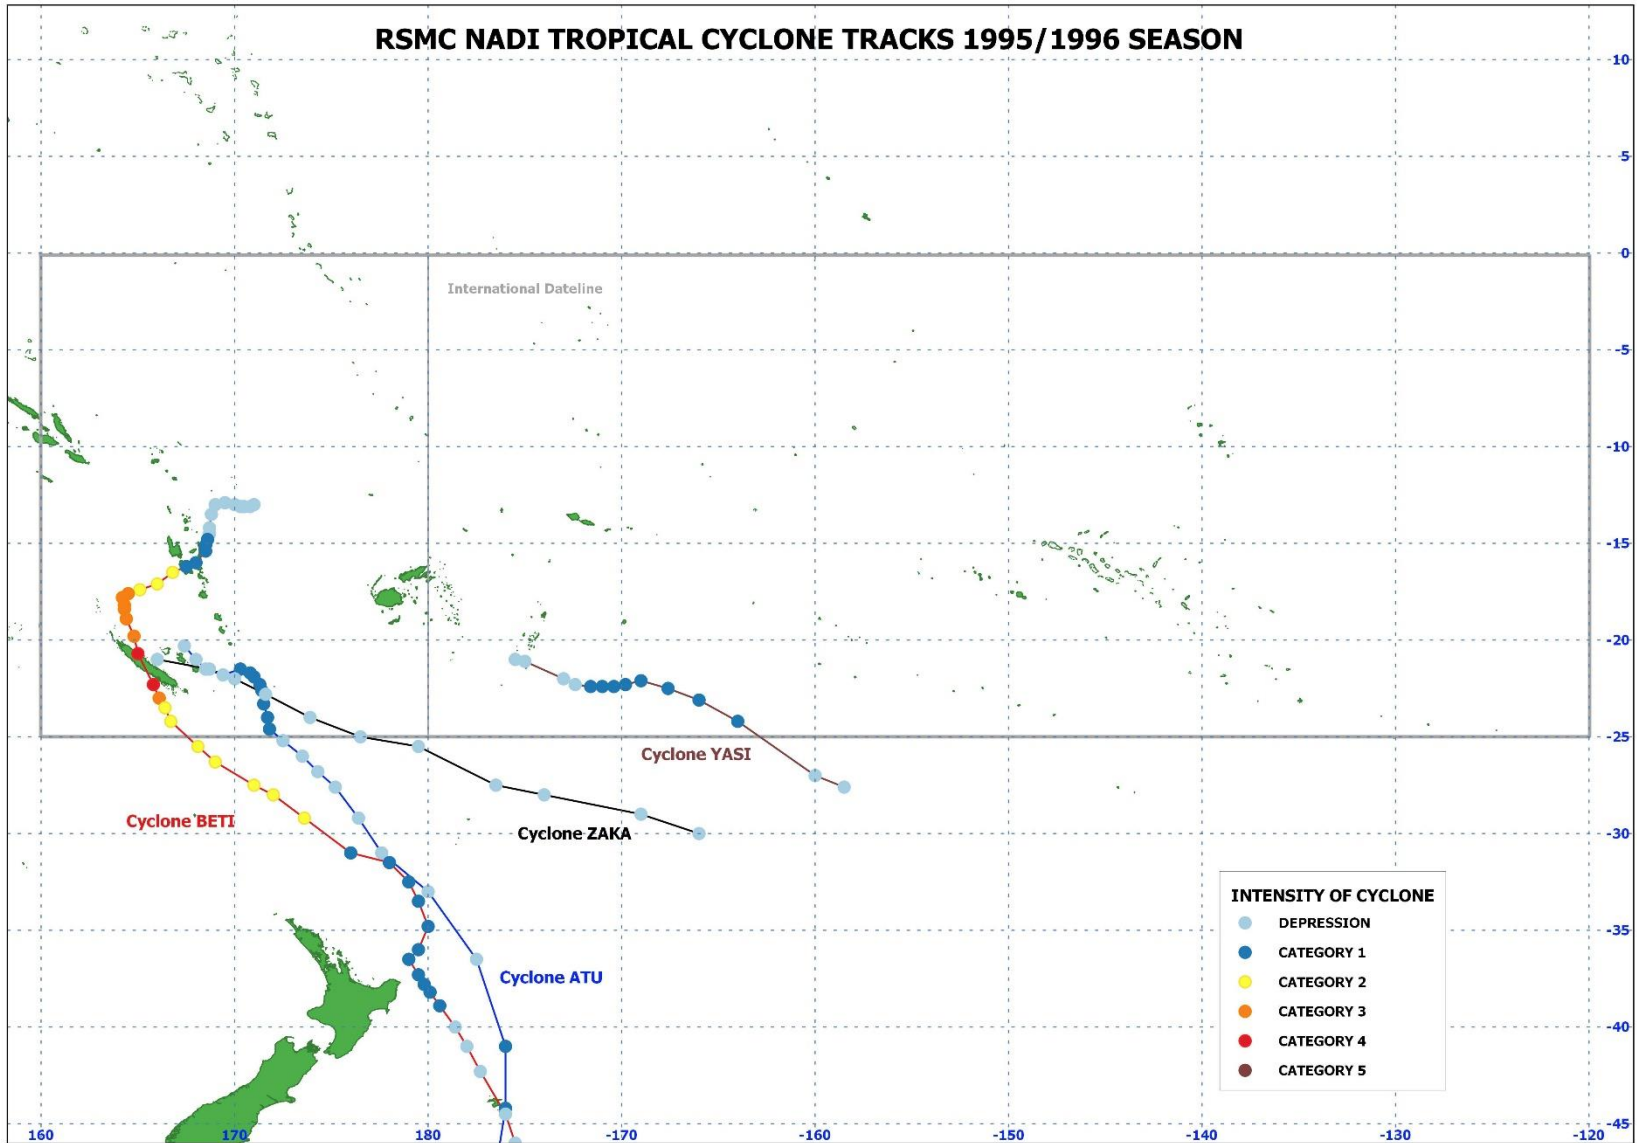 RSMC NADI TROPICAL CYCLONE TRACKS 1995/1996 SEASON
10
5
0
International Dateline
-5
-10
-15
-20
-25
Cyclone YASI
Cyclone BETI
Cyclone ZAKA
-30
INTENSITY OF CYCLONE
DEPRESSION
CATEGORY 1
CATEGORY 2
CATEGORY 3
CATEGORY 4
CATEGORY 5
-35
Cyclone ATU
-40
-45
160 170 180 -170 -160 -150 -140 -130 -120